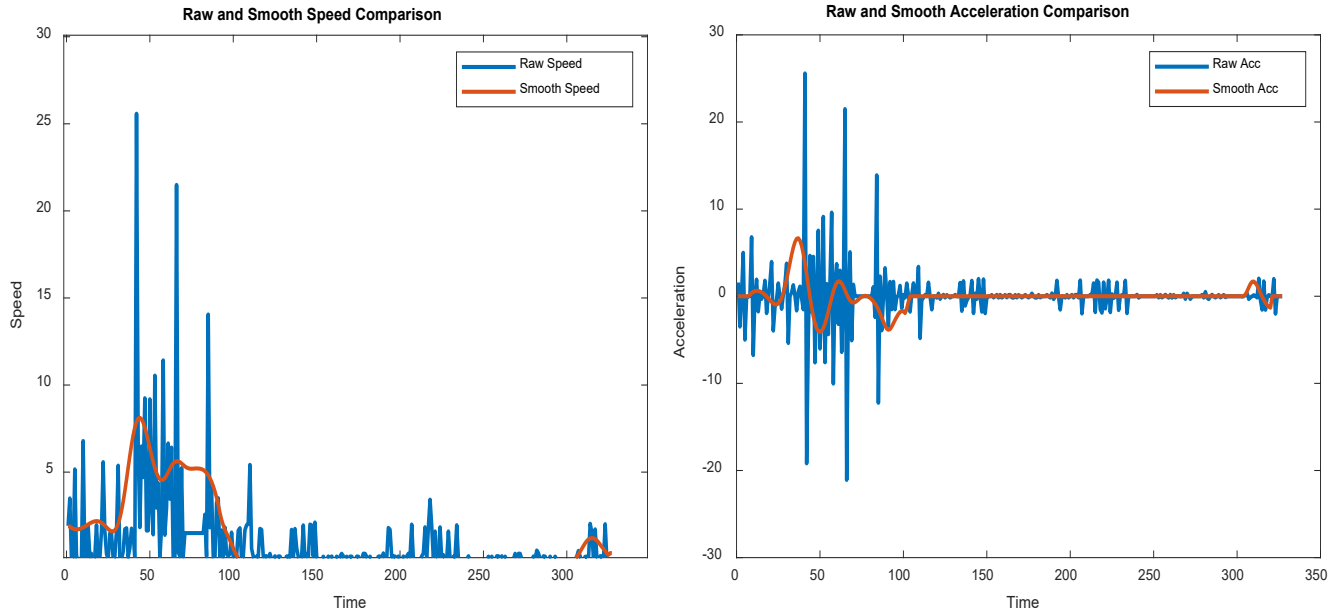 Raw and Smooth Speed Comparison
30
25
20
15
10
5
0
50
100
150
200
250
300
Speed
Time
Raw Speed
Smooth Speed
Raw and Smooth Acceleration Comparison
30
20
10
0
-10
-20
-30
0
50
100
150
200
250
300
350
Acceleration
Time
Raw Acc
Smooth Acc